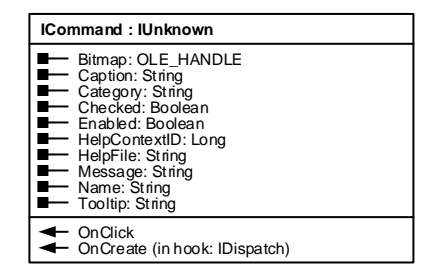 ICommand : IUnknown
Bitmap: OLE_HANDLE
Caption: String
Category: String
Checked: Boolean
Enabled: Boolean
HelpContextID: Long
HelpFile: String
Message: String
Name: String
Tooltip: String
OnClick
OnCreate (in hook: IDispatch)